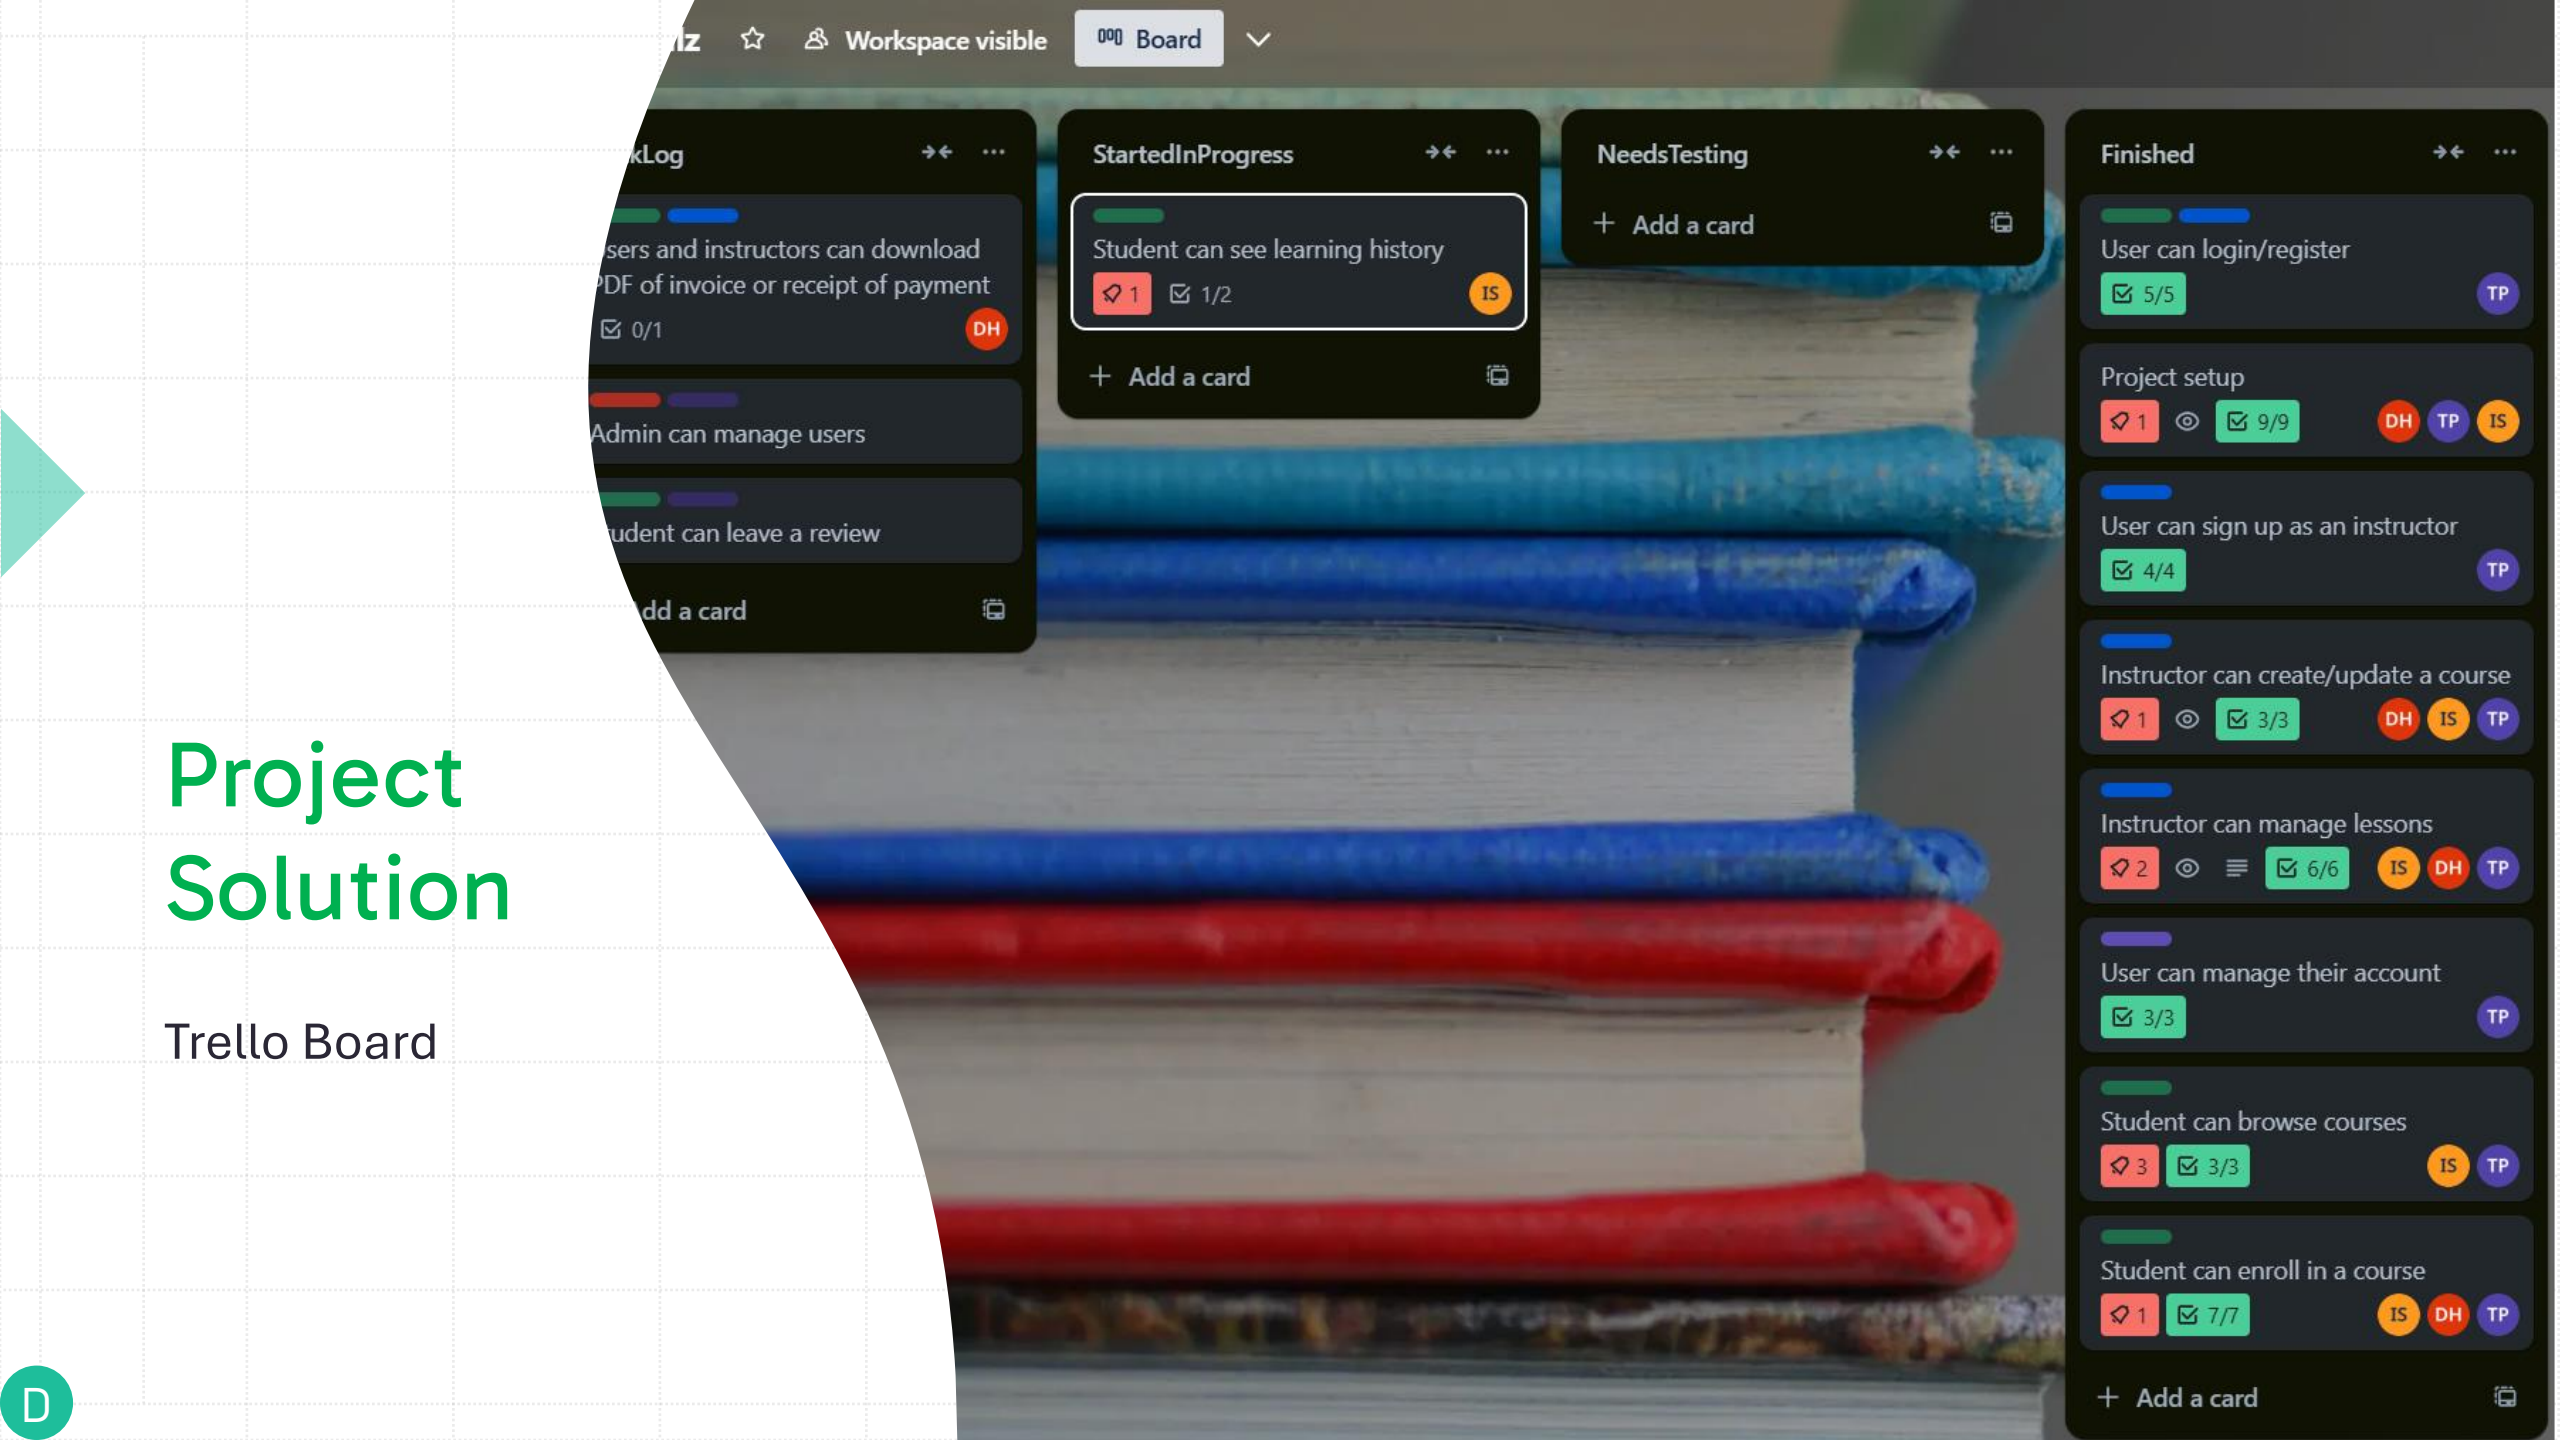 Project
Solution
Trello Board
D
Workspace visible
Board
StartedInProgress
NeedsTesting
Finished
and instructors can download
of invoice or receipt of payment
0/1
DH
Admin can manage users
can leave a review
a card
Student can see learning history
1
1/2
IS
Add a card
Add a card
User can login/register
5/5
TP
Project setup
1
9/9
DH TP IS
User can sign up as an instructor
4/4
TP
Instructor can create/update a course
1
3/3
DH IS TP
Instructor can manage lessons
2
6/6
IS DH TP
User can manage their account
3/3
TP
Student can browse courses
3
3/3
IS TP
Student can enroll in a course
1
7/7
IS DH TP
Add a card